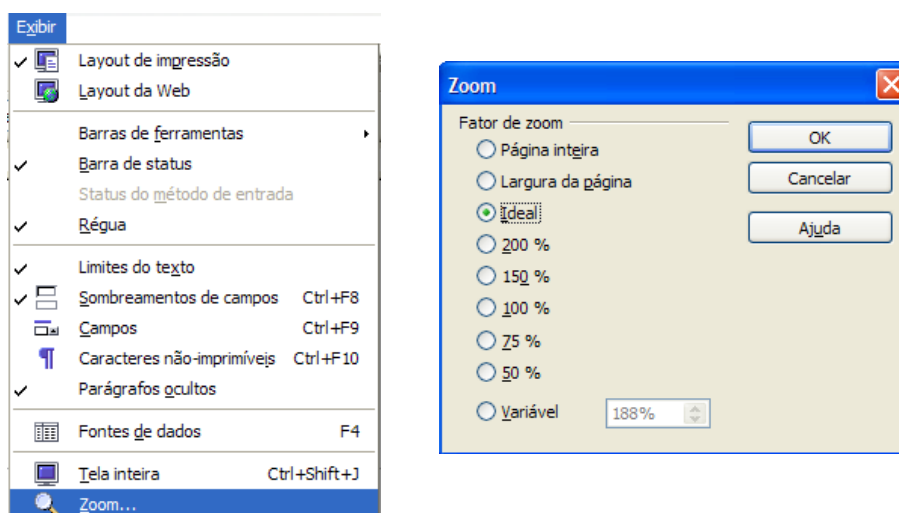 Exibir
Layout de impressão
Layout da Web
Barras de ferramentas
Barra de status
Status do método de entrada
Régua
Limites do texto
Sombreamentos de campos Ctrl+F8
Campos Ctrl+F9
Caracteres não-imprimíveis Ctrl+F10
Parágrafos ocultos
Fontes de dados F4
Tela inteira Ctrl+Shift+J
Zoom...
Zoom
Fator de zoom
Página inteira
Largura da página
Ideal
200 %
150 %
100 %
75 %
50 %
Variável 188%
OK
Cancelar
Ajuda